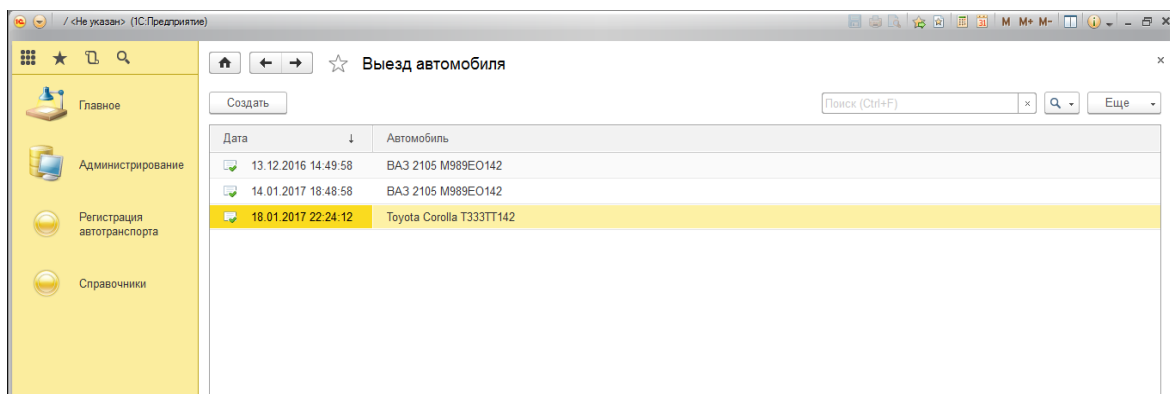 / <Не указан> (1С:Предприятие)
M M+ M-
Главное
Администрирование
Регистрация
автотранспорта
Справочники
Выезд автомобиля
Создать
Поиск (Ctrl+F)
Еще
Дата ↓ Автомобиль
13.12.2016 14:49:58 ВАЗ 2105 М989ЕО142
14.01.2017 18:48:58 ВАЗ 2105 М989ЕО142
18.01.2017 22:24:12 Toyota Corolla Т333ТТ142